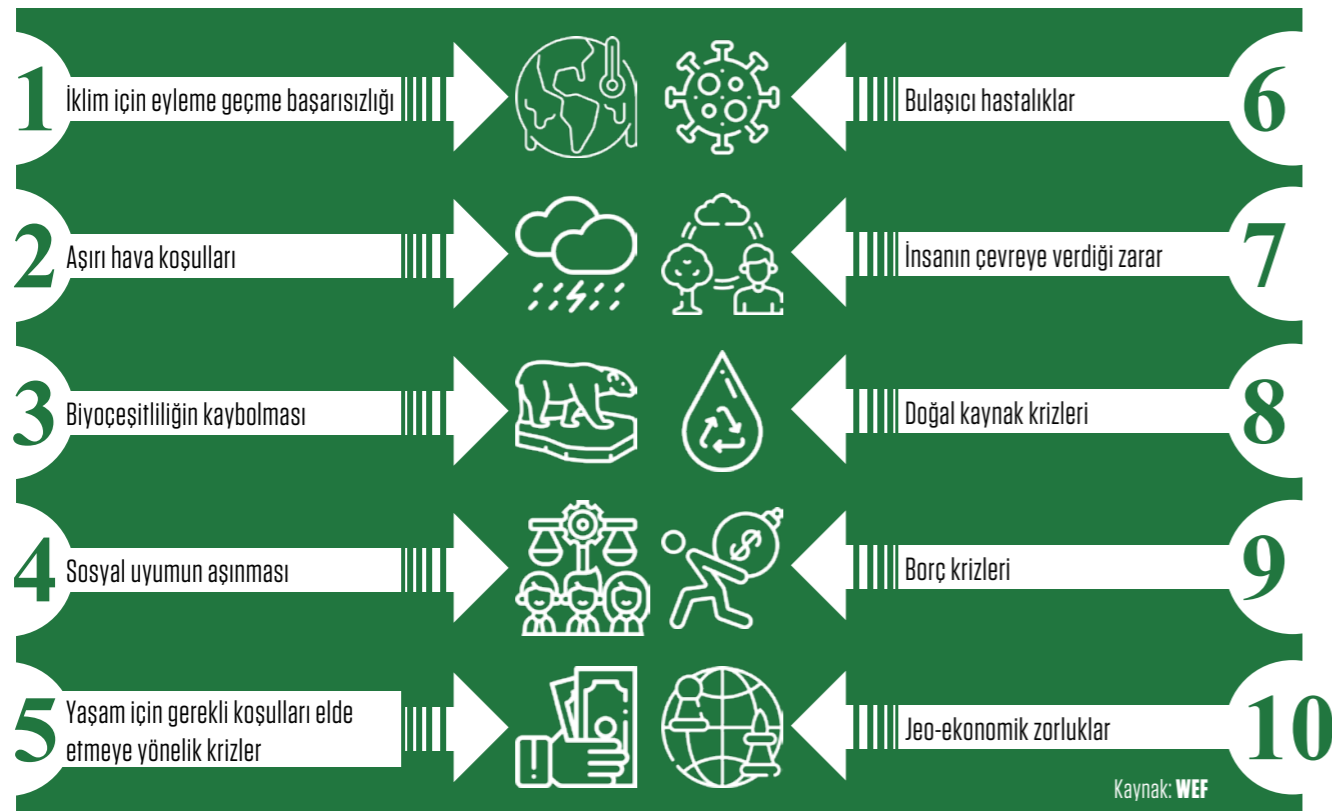 1
İklim için eyleme geçme başarısızlığı
2
Aşırı hava koşulları
3
Biyoçeşitliliğin kaybolması
4
Sosyal uyumun aşınması
5
Yaşam için gerekli koşulları elde
etmeye yönelik krizler
6
Bulaşıcı hastalıklar
7
İnsanın çevreye verdiği zarar
8
Doğal kaynak krizleri
9
Borç krizleri
$
10
Jeo-ekonomik zorluklar
Kaynak: WEF